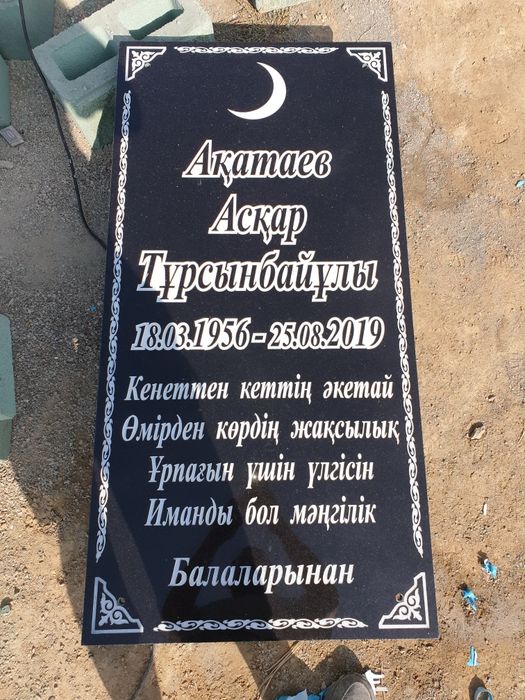 Ақатаев
Асқар
Тұрсынбайұлы
18.03.1956 - 25.08.2019
Кенеттен кеттің әкетай
Өмірден көрдің жақсылық
Ұрпағын үшін үлгісін
Иманды бол мәңгілік
Балаларынан